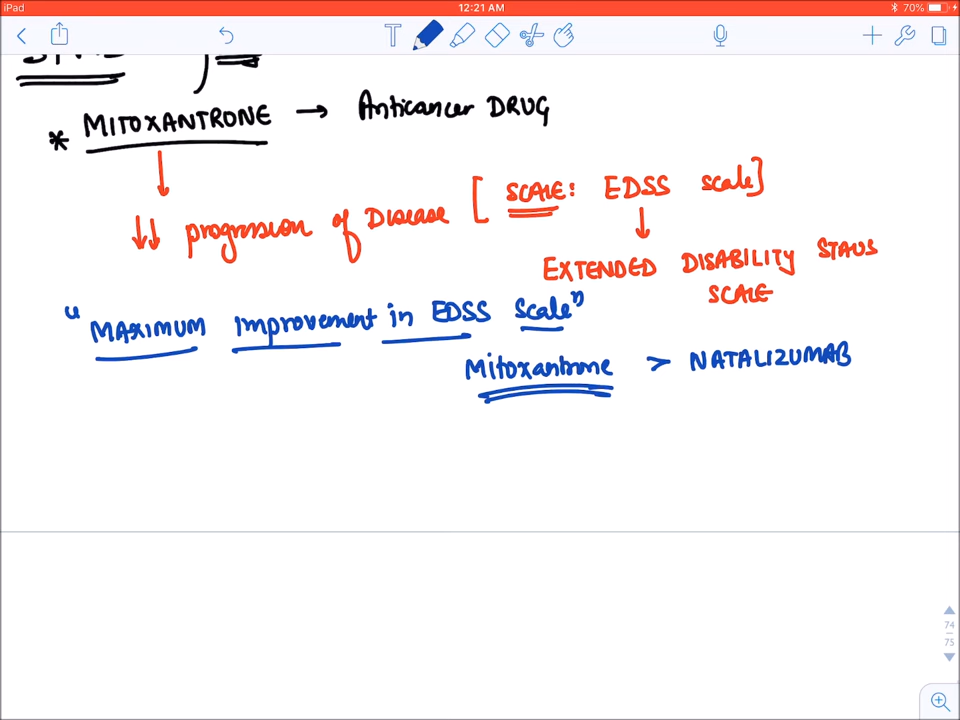 iPad
12:21 AM
70%
T
* MITOXANTRONE → Anticancer DRUG
↓↓ progression of Disease [ SCALE: EDSS scale]
EXTENDED DISABILITY STAUS
SCALE
"MAXIMUM improvement in EDSS Scale"
Mitoxantrone > NATALIZUMAB
74
75